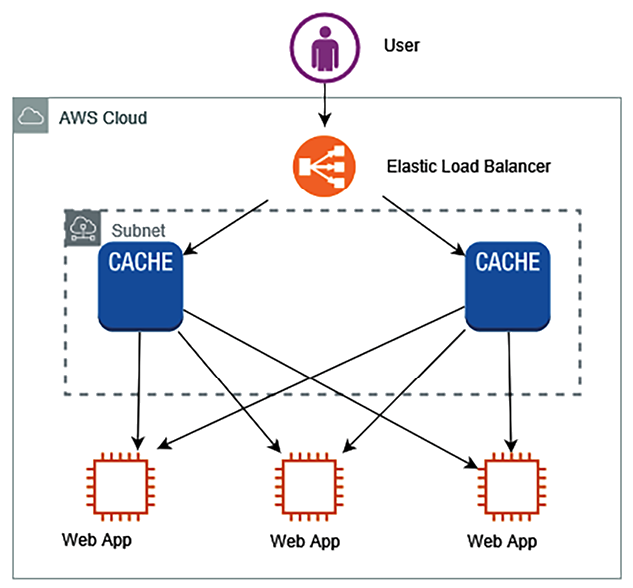 User
AWS Cloud
Elastic Load Balancer
Subnet
CACHE
CACHE
Web App
Web App
Web App